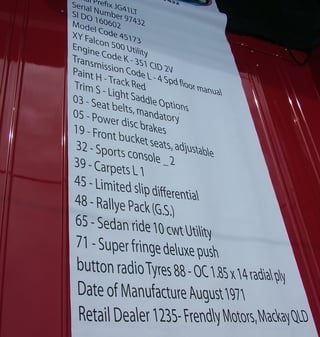 Prefix JG41LT
Serial Number 97432
SI DO 160602
Model Code 45173
XY Falcon 500 Utility
Engine Code K - 351 CID 2V
Transmission Code L - 4 Spd floor manual
Paint H - Track Red
Trim S - Light Saddle Options
03 - Seat belts, mandatory
05 - Power disc brakes
19 - Front bucket seats, adjustable
32 - Sports console _2
39 - Carpets L 1
45 - Limited slip differential
48 - Rallye Pack (G.S.)
65 - Sedan ride 10 cwt Utility
71 - Super fringe deluxe push
button radio Tyres 88 - OC 1.85 x 14 radial ply
Date of Manufacture August 1971
Retail Dealer 1235- Frendly Motors, Mackay QLD